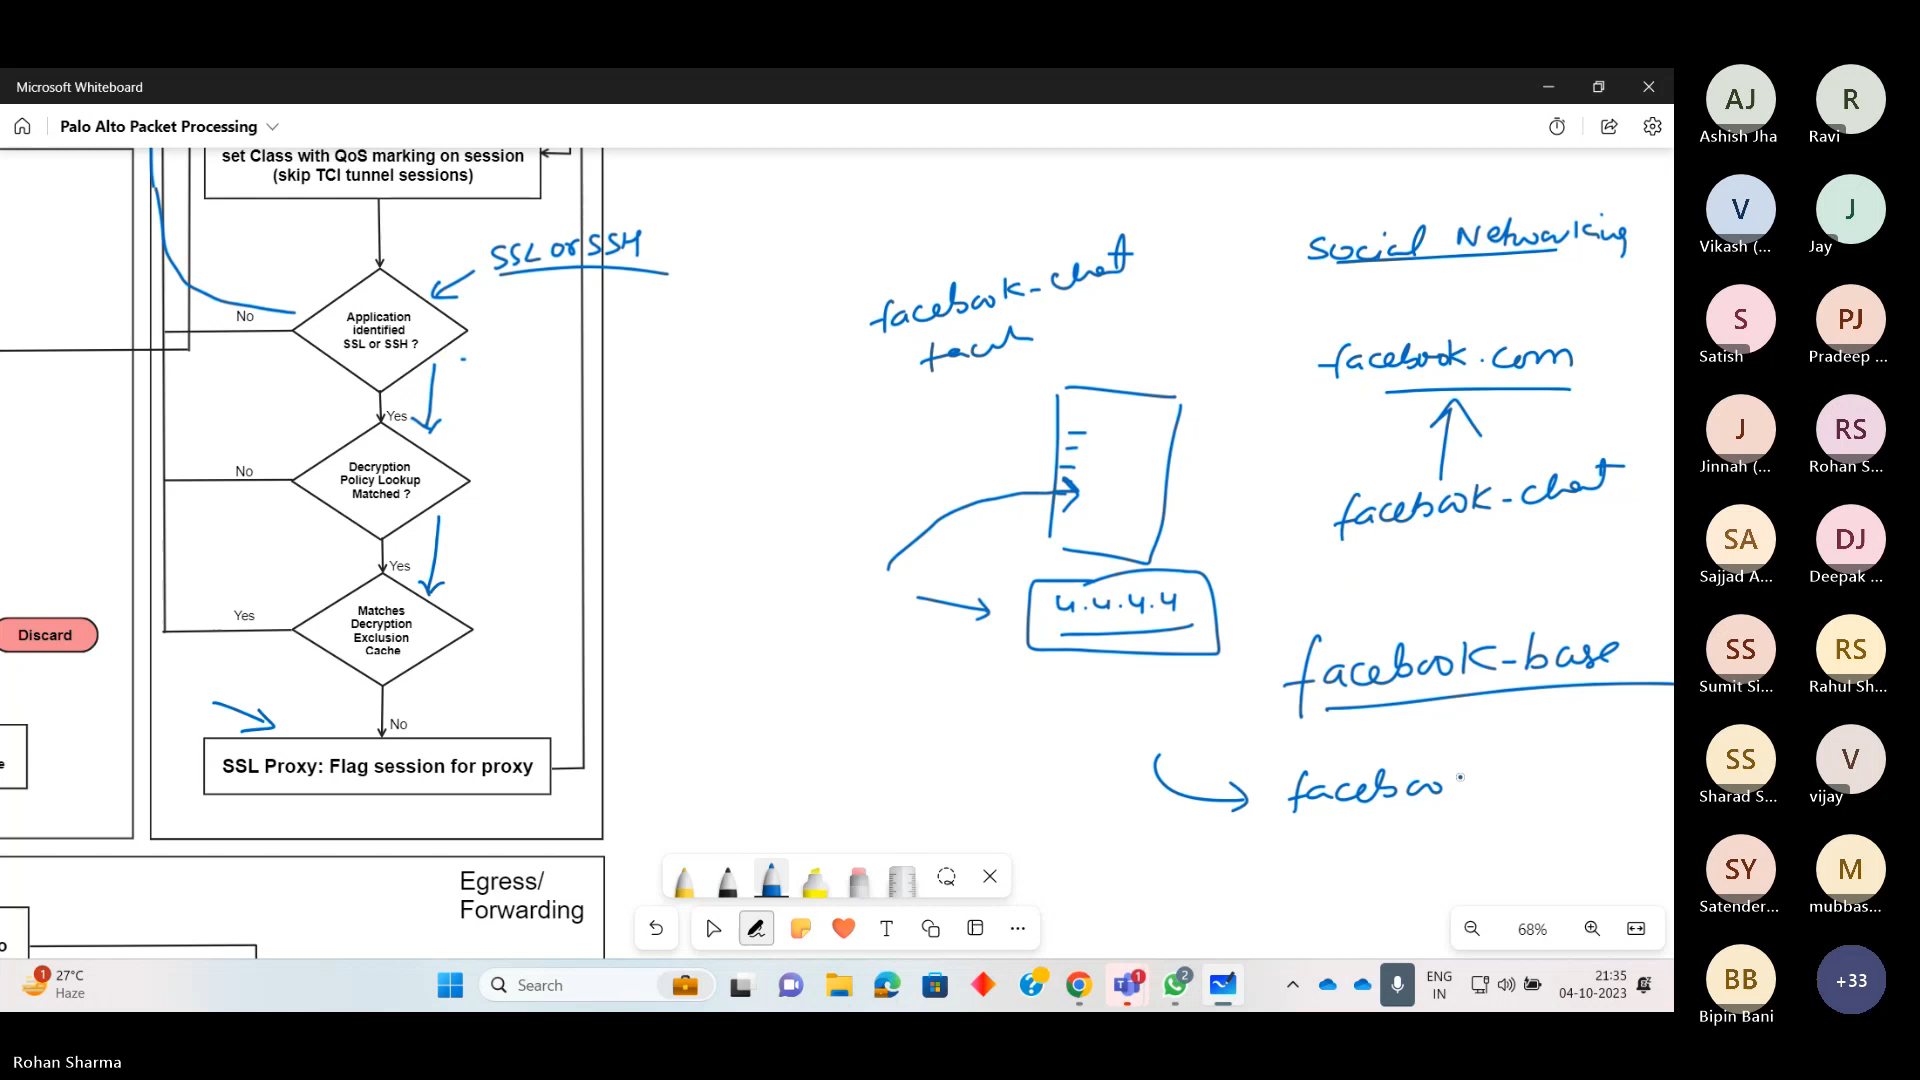 Microsoft Whiteboard
Palo Alto Packet Processing
set Class with QoS marking on session
(skip TCI tunnel sessions)
SSL or SSH
No
Application
identified
SSL or SSH ?
Yes
No
Decryption
Policy Lookup
Matched ?
Yes
Yes
Matches
Decryption
Exclusion
Cache
No
SSL Proxy: Flag session for proxy
Discard
e
Egress/
Forwarding
o
facebook-chat
4.4.4.4
Social Networking
facebook.com
facebook-chat
facebook-base
faceboo
68%
AJ
Ashish Jha
R
Ravi
V
Vikash (...
J
Jay
S
Satish
PJ
Pradeep ...
J
Jinnah (...
RS
Rohan S...
SA
Sajjad A...
DJ
Deepak ...
SS
Sumit Si...
RS
Rahul Sh...
SS
Sharad S...
V
vijay
SY
Satender...
M
mubbas...
BB
Bipin Bani
+33
1
27°C
Haze
Search
1
2
ENG
IN
21:35
04-10-2023
Rohan Sharma